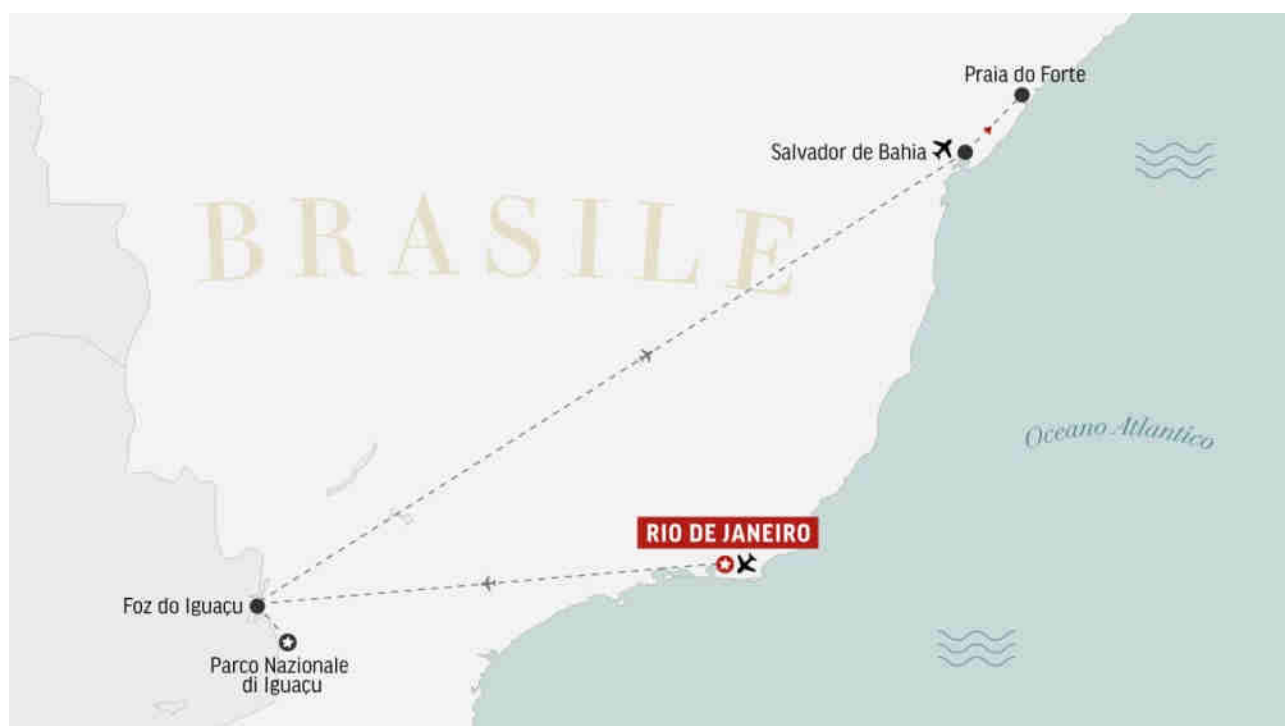 Praia do Forte
Salvador de Bahia
BRASILE
Oceano Atlantico
RIO DE JANEIRO
Foz do Iguaçu
Parco Nazionale
di Iguaçu